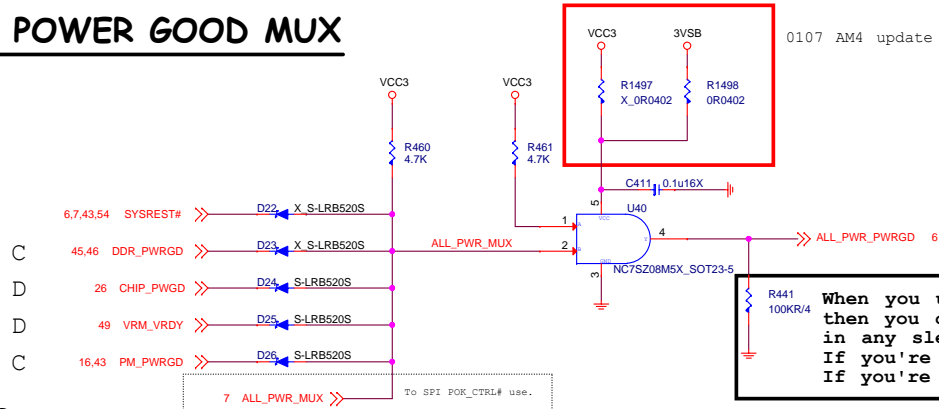 POWER GOOD MUX
0107 AM4 update
VCC3
3VSB
R1497
X_0R0402
R1498
0R0402
VCC3
VCC3
R460
4.7K
R461
4.7K
C411 0.1u16X
5
U40
VCC
1
A
2
B
4
Y
GND
3
NC7SZ08M5X_SOT23-5
ALL_PWR_MUX
ALL_PWR_PWRGD 6
6,7,43,54 SYSREST# D22 X_S-LRB520S
C 45,46 DDR_PWRGD D23 X_S-LRB520S
D 26 CHIP_PWGD D24 S-LRB520S
D 49 VRM_VRDY D25 S-LRB520S
C 16,43 PM_PWRGD D26 S-LRB520S
7 ALL_PWR_MUX
To SPI POK_CTRL# use.
R441
100KR/4
When you
then you
in any
If you're
If you're